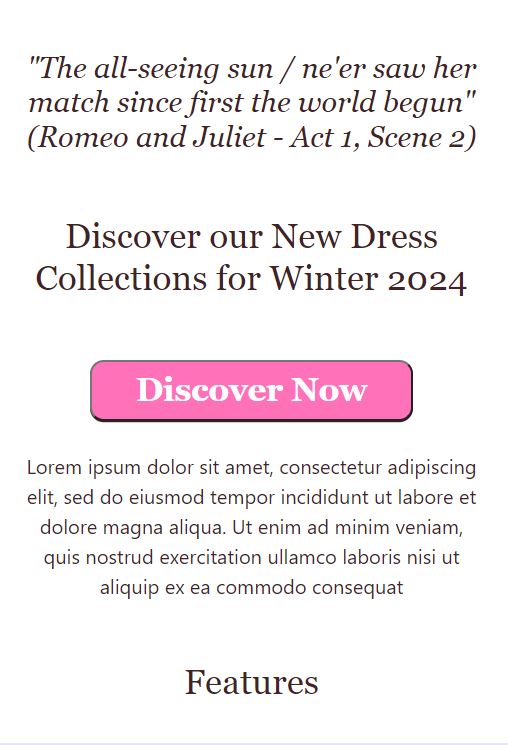 "The all-seeing sun / ne'er saw her
match since first the world begun"
(Romeo and Juliet - Act 1, Scene 2)
Discover our New Dress
Collections for Winter 2024
Discover Now
Lorem ipsum dolor sit amet, consectetur adipiscing
elit, sed do eiusmod tempor incididunt ut labore et
dolore magna aliqua. Ut enim ad minim veniam,
quis nostrud exercitation ullamco laboris nisi ut
aliquip ex ea commodo consequat
Features